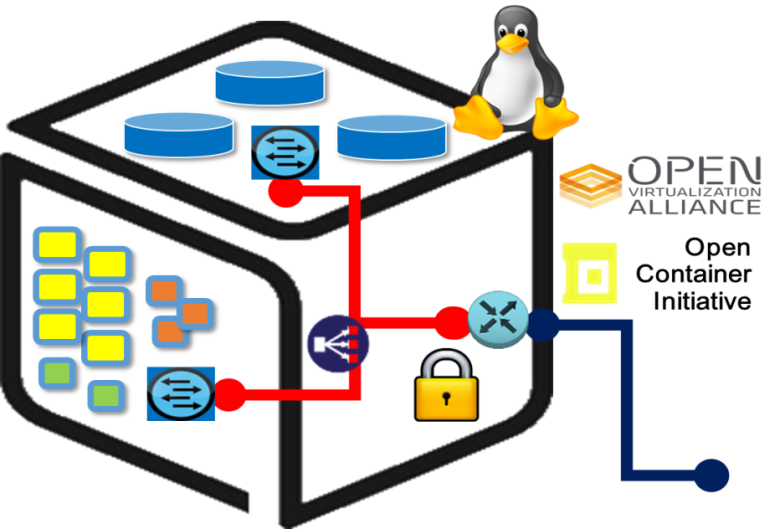 OPEN
VIRTUALIZATION
ALLIANCE
Open
Container
Initiative